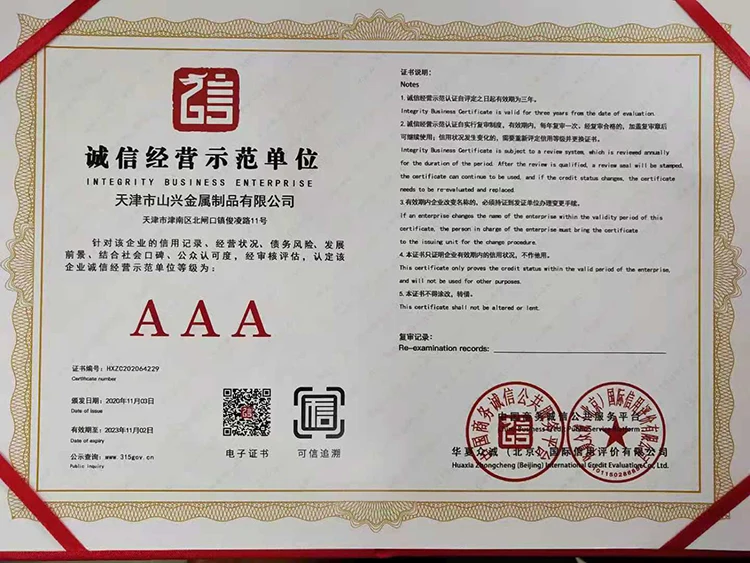 诚信经营示范单位
INTEGRITY BUSINESS ENTERPRISE
天津市山兴金属制品有限公司
天津市津南区北闸口镇俊凌路11号
针对该企业的信用记录、经营状况、债务风险、发展
前景、结合社会口碑、公众认可度，经审核评估，认定该
企业诚信经营示范单位等级为：
AAA
证书编号：HXZC202064229
Certificate number
颁发日期：2020年11月03日
Date of issue
有效期至：2023年11月02日
Date of expiry
公示查询：www.315gov.cn
Public inquiry
电子证书
可信追溯
证书说明：
Notes
1.诚信经营示范认证自评定之日起有效期为三年。
Integrity Business Certificate is valid for three years from the date of evaluation.
2.诚信经营示范认证自实行复审制度，有效期内，每年复审一次，经复审合格的，加盖复审章后
可继续使用；信用状况发生变化的，需要重新评定信用等级并更换证书。
Integrity Business Certificate is subject to a review system, which is reviewed annually
for the duration of the period. After the review is qualified, a review seal will be stamped,
the certificate can continue to be used, and if the credit status changes, the certificate
needs to be re-evaluated and replaced.
3.有效期内企业改变名称的，必须持证到发证单位办理变更手续。
If an enterprise changes the name of the enterprise within the validity period of this
certificate, the person in charge of the enterprise must bring the certificate
to the issuing unit for the change procedure.
4.本证书只证明企业有效期内的信用状况，不作他用。
This certificate only proves the credit status within the valid period of the enterprise,
and will not be used for other purposes.
5.本证书不得涂改，转借。
This certificate shall not be altered or lent.
复审记录：
Re-examination records:
中国商务诚信公共服务平台
华夏众诚（北京）国际信用评价有限公司
Huaxia Zhongcheng (Beijing) International Credit Evaluation Co., Ltd.